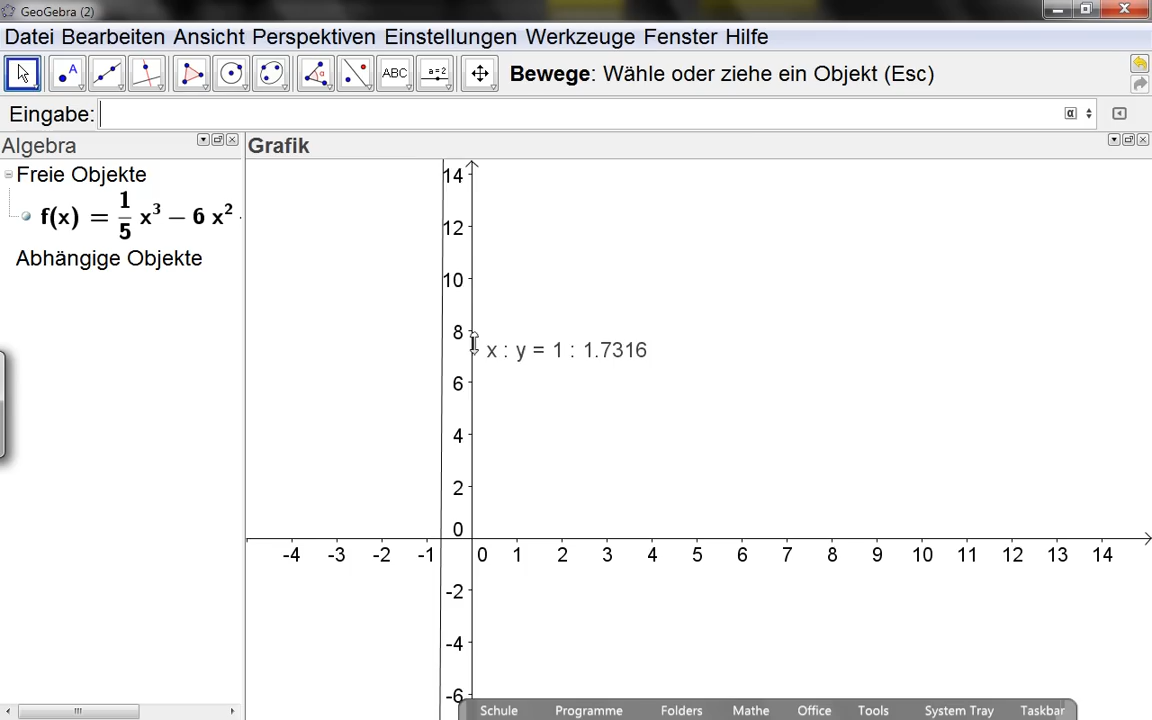 GeoGebra (2)
Datei Bearbeiten Ansicht Perspektiven Einstellungen Werkzeuge Fenster Hilfe
A
α
ABC
a=2
Bewege: Wähle oder ziehe ein Objekt (Esc)
Eingabe:
α
Algebra
Grafik
Freie Objekte
f(x) = 1/5 x³ − 6 x²
Abhängige Objekte
14
12
10
8
x : y = 1 : 1.7316
6
4
2
0
-4 -3 -2 -1 0 1 2 3 4 5 6 7 8 9 10 11 12 13 14
-2
-4
-6
Schule Programme Folders Mathe Office Tools System Tray Taskbar